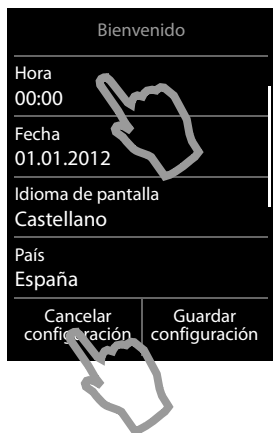 Bienvenido
Hora
00:00
Fecha
01.01.2012
Idioma de pantalla
Castellano
País
España
Cancelar
configuración
Guardar
configuración